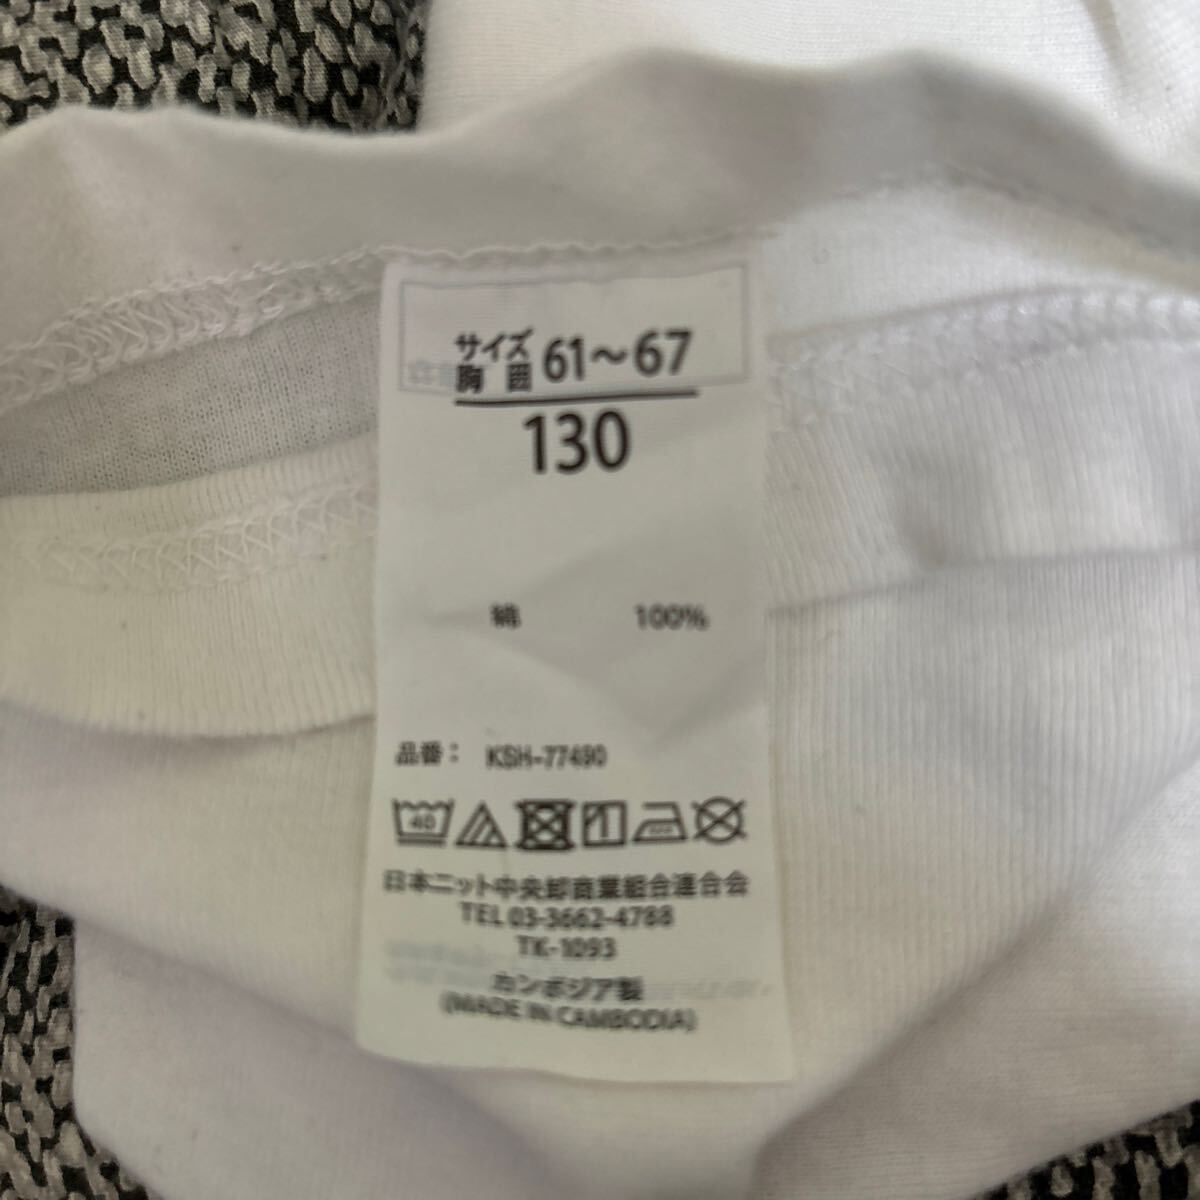 サイズ
胸囲 61～67
130
綿 100%
品番： KSH-77490
40
日本ニット中央卸商業組合連合会
TEL 03-3662-4788
TK-1093
カンボジア製
(MADE IN CAMBODIA)